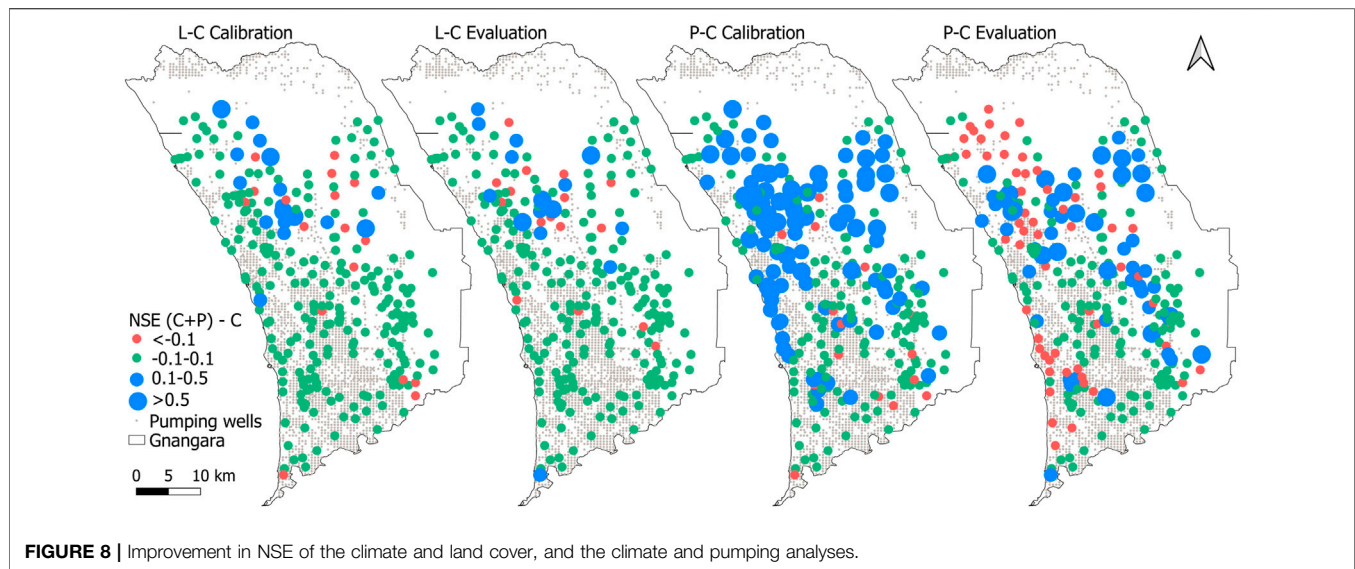 L-C Calibration
L-C Evaluation
P-C Calibration
P-C Evaluation
NSE (C+P) - C
<-0.1
-0.1-0.1
0.1-0.5
>0.5
Pumping wells
Gnangara
0 5 10 km
FIGURE 8 | Improvement in NSE of the climate and land cover, and the climate and pumping analyses.